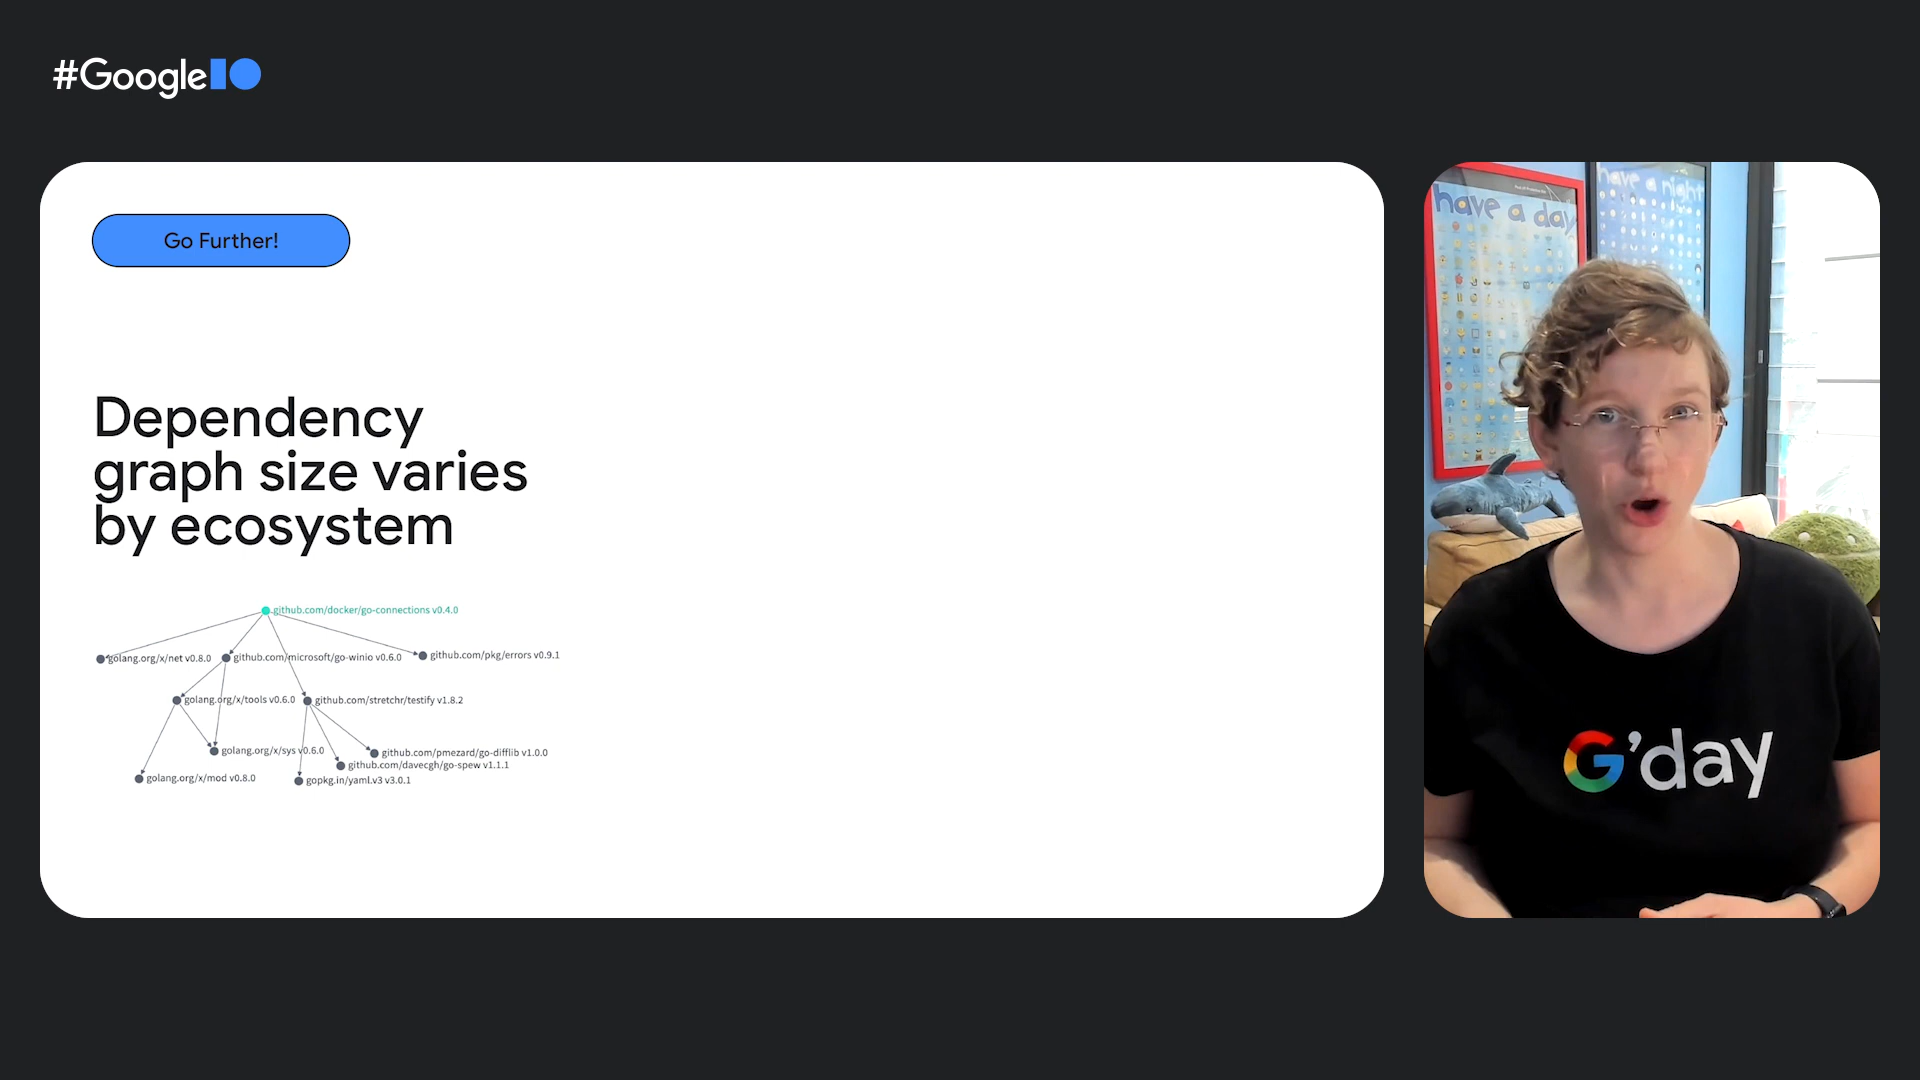 #GoogleIO
Go Further!
Dependency
graph size varies
by ecosystem
github.com/docker/go-connections v0.4.0
golang.org/x/net v0.8.0
github.com/microsoft/go-winio v0.6.0
github.com/pkg/errors v0.9.1
golang.org/x/tools v0.6.0
github.com/stretchr/testify v1.8.2
golang.org/x/sys v0.6.0
github.com/pmezard/go-difflib v1.0.0
github.com/davecgh/go-spew v1.1.1
golang.org/x/mod v0.8.0
gopkg.in/yaml.v3 v3.0.1
have a day
have a night
G'day